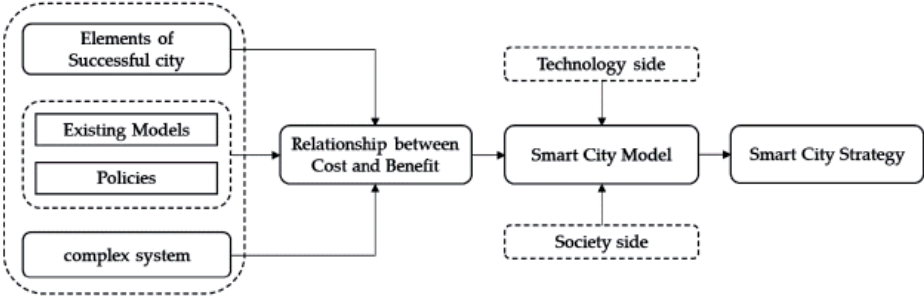 Elements of
Successful city
Existing Models
Policies
complex system
Relationship between
Cost and Benefit
Technology side
Smart City Model
Society side
Smart City Strategy